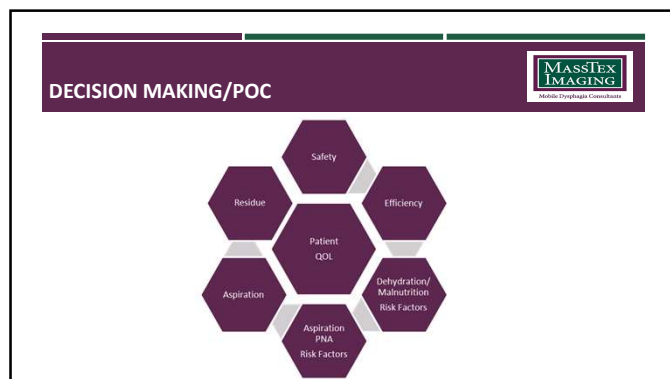 DECISION MAKING/POC
MASSTEX
IMAGING
Mobile Dysphagia Consultants
Safety
Residue
Efficiency
Patient
QOL
Aspiration
Dehydration/
Malnutrition
Risk Factors
Aspiration
PNA
Risk Factors